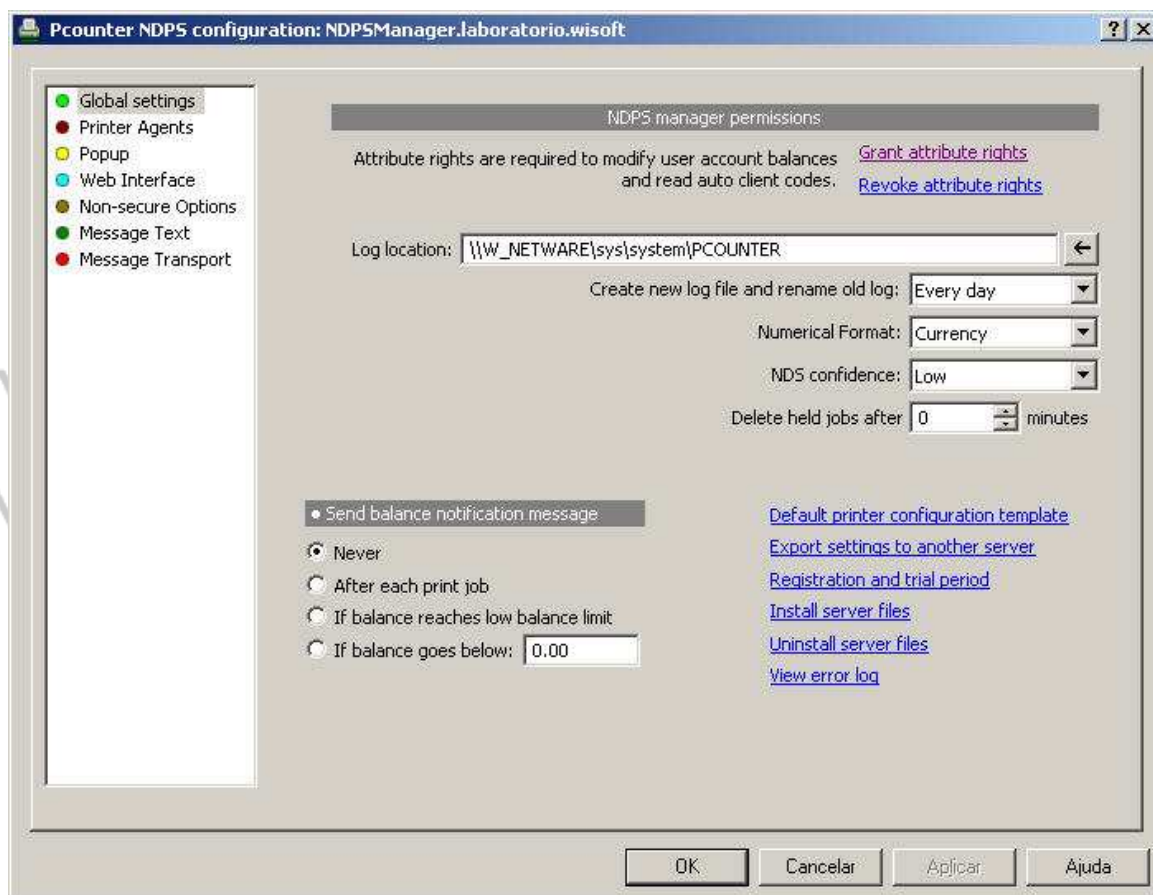 Pcounter NDPS configuration: NDPSManager.laboratorio.wisoft
Global settings
Printer Agents
Popup
Web Interface
Non-secure Options
Message Text
Message Transport
NDPS manager permissions
Attribute rights are required to modify user account balances
and read auto client codes.
Grant attribute rights
Revoke attribute rights
Log location: \\W_NETWARE\sys\system\PCOUNTER
Create new log file and rename old log: Every day
Numerical Format: Currency
NDS confidence: Low
Delete held jobs after 0 minutes
• Send balance notification message
Never
After each print job
If balance reaches low balance limit
If balance goes below: 0.00
Default printer configuration template
Export settings to another server
Registration and trial period
Install server files
Uninstall server files
View error log
OK Cancelar Aplicar Ajuda